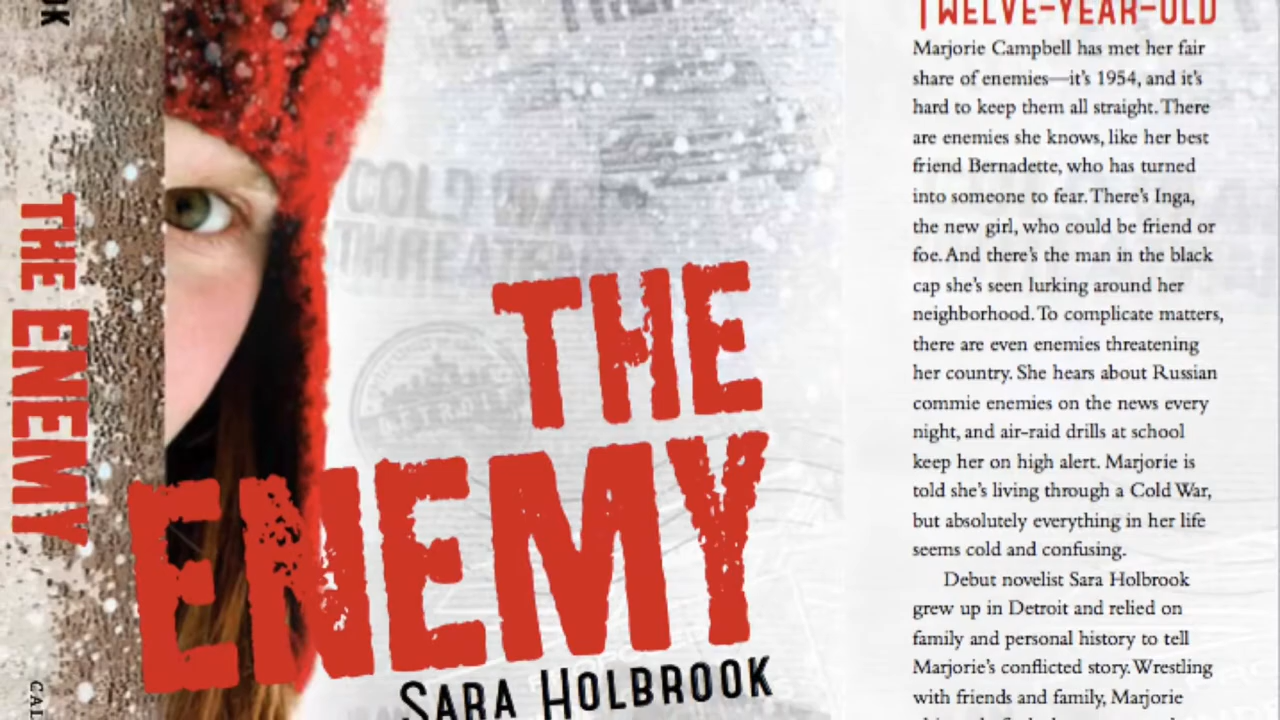 THE ENEMY
COLD WAR
DETROIT
THE
ENEMY
SARA HOLBROOK
TWELVE-YEAR-OLD
Marjorie Campbell has met her fair
share of enemies—it's 1954, and it's
hard to keep them all straight. There
are enemies she knows, like her best
friend Bernadette, who has turned
into someone to fear. There's Inga,
the new girl, who could be friend or
foe. And there's the man in the black
cap she's seen lurking around her
neighborhood. To complicate matters,
there are even enemies threatening
her country. She hears about Russian
commie enemies on the news every
night, and air-raid drills at school
keep her on high alert. Marjorie is
told she's living through a Cold War,
but absolutely everything in her life
seems cold and confusing.
Debut novelist Sara Holbrook
grew up in Detroit and relied on
family and personal history to tell
Marjorie's conflicted story. Wrestling
with friends and family, Marjorie